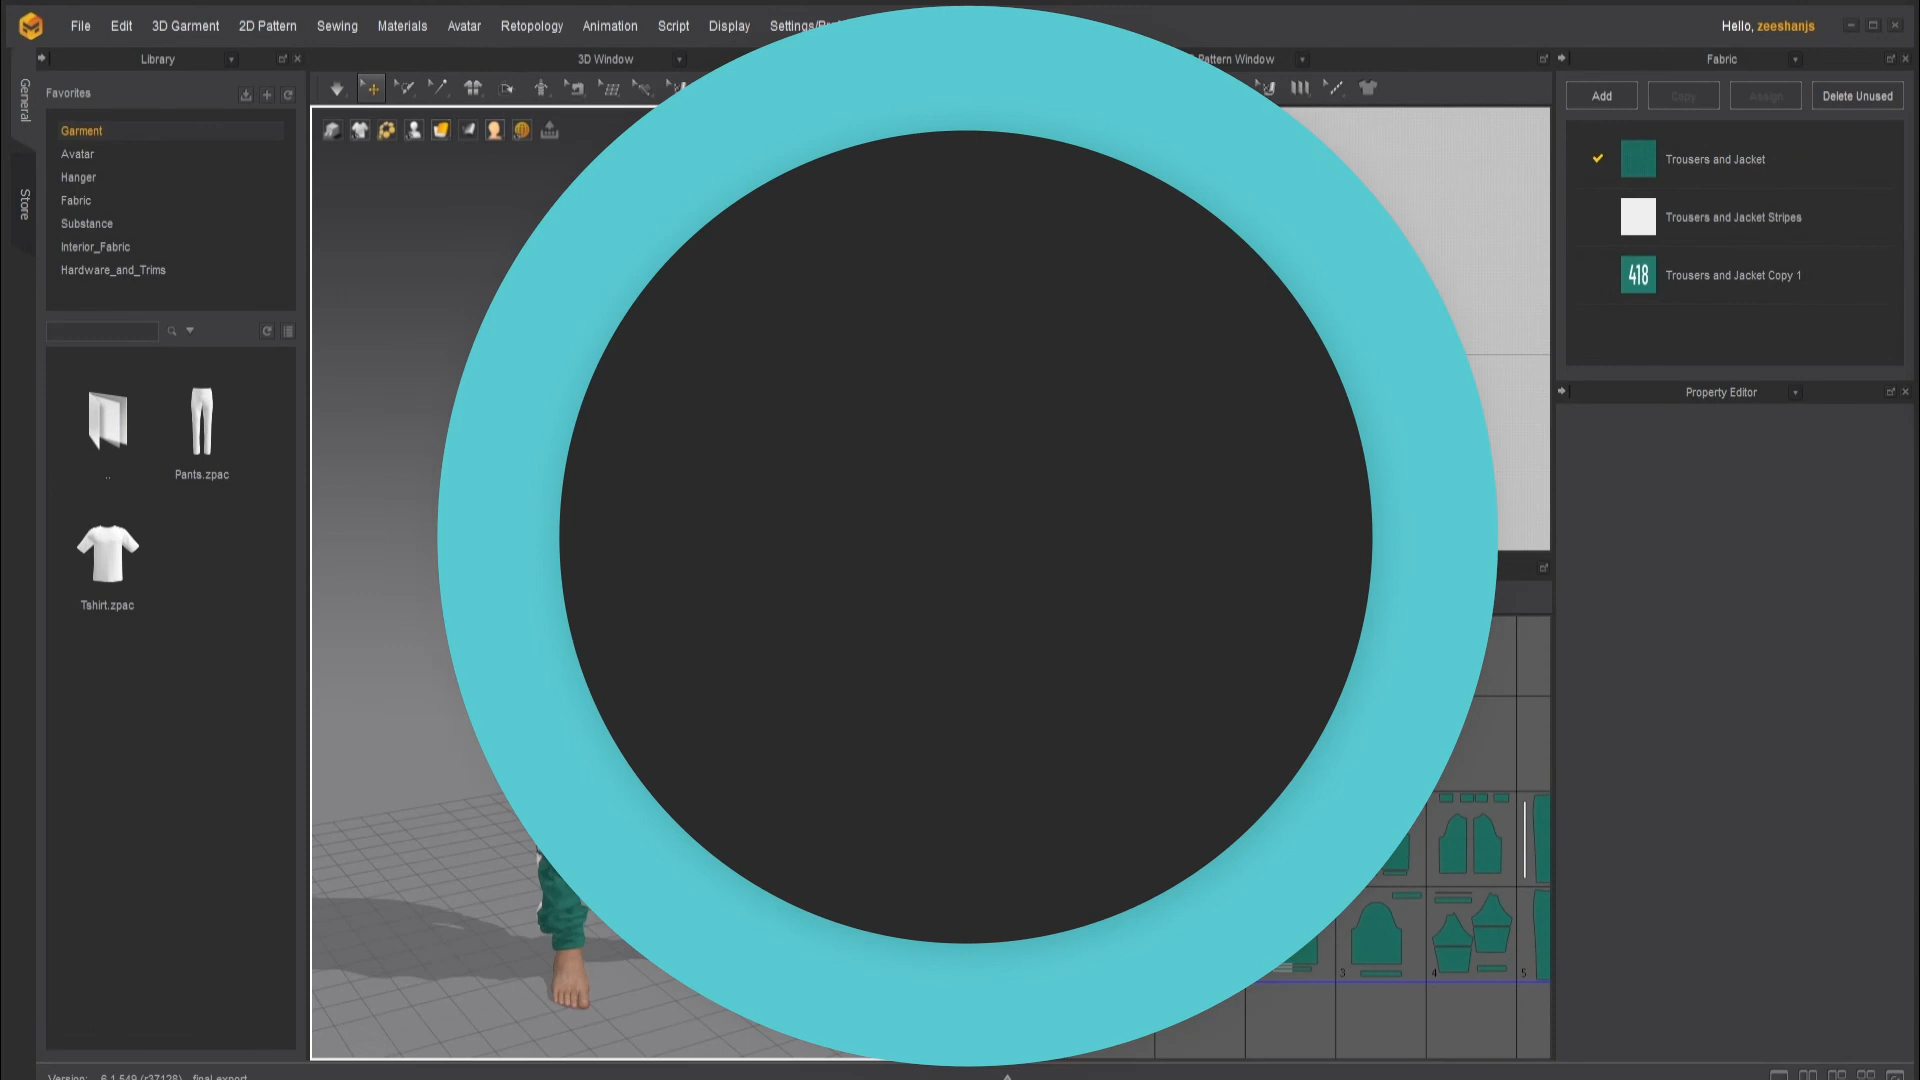 File Edit 3D Garment 2D Pattern Sewing Materials Avatar Retopology Animation Script Display
Hello, zeeshanjs
Library
3D Window
Pattern Window
Fabric
General
Store
Favorites
Garment
Avatar
Hanger
Fabric
Substance
Interior_Fabric
Hardware_and_Trims
..
Pants.zpac
Tshirt.zpac
Add Copy Assign Delete Unused
Trousers and Jacket
Trousers and Jacket Stripes
418 Trousers and Jacket Copy 1
Property Editor
3 4 5
Version: 6.1.549 (r37128) final export